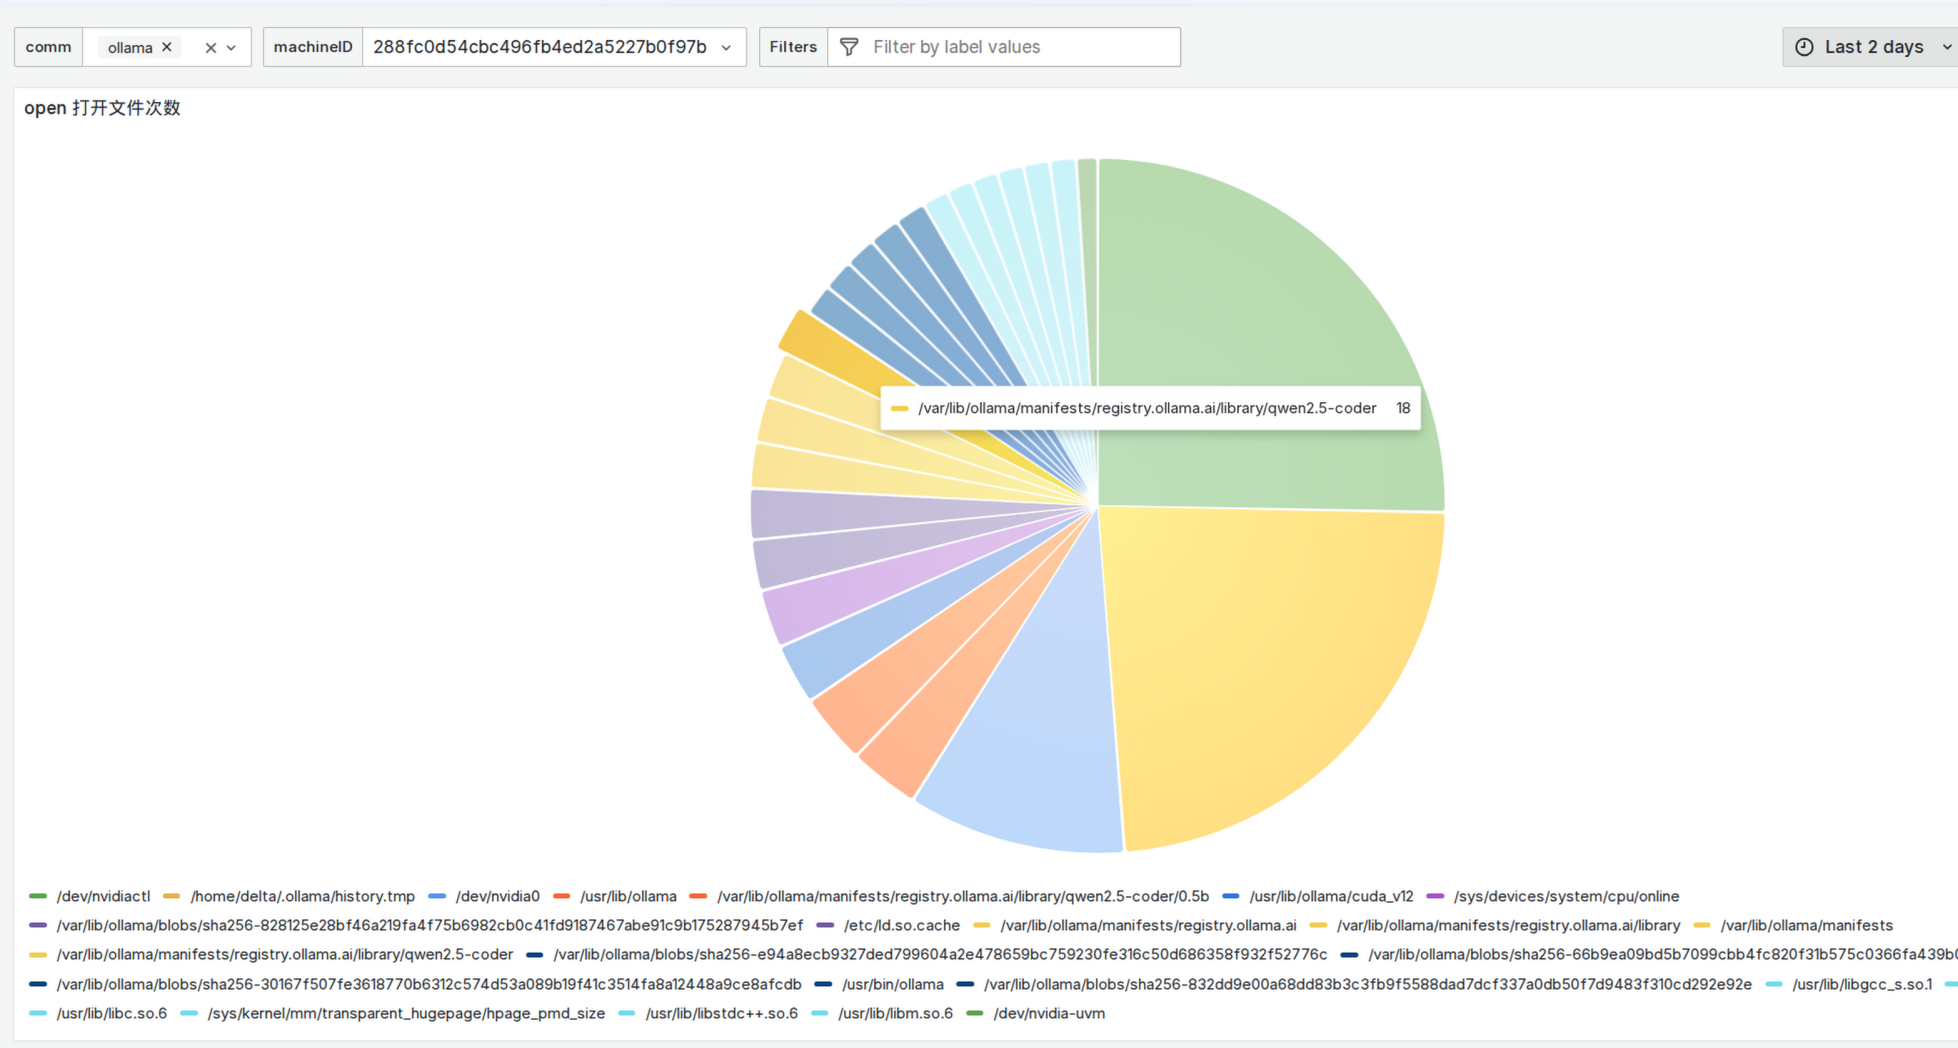 comm ollama machineID 288fc0d54cbc496fb4ed2a5227b0f97b Filters Filter by label values Last 2 days
open 打开文件次数
/var/lib/ollama/manifests/registry.ollama.ai/library/qwen2.5-coder 18
/dev/nvidiactl /home/delta/.ollama/history.tmp /dev/nvidia0 /usr/lib/ollama /var/lib/ollama/manifests/registry.ollama.ai/library/qwen2.5-coder/0.5b /usr/lib/ollama/cuda_v12 /sys/devices/system/cpu/online
/var/lib/ollama/blobs/sha256-828125e28bf46a219fa4f75b6982cb0c41fd9187467abe91c9b175287945b7ef /etc/ld.so.cache /var/lib/ollama/manifests/registry.ollama.ai /var/lib/ollama/manifests/registry.ollama.ai/library /var/lib/ollama/manifests
/var/lib/ollama/manifests/registry.ollama.ai/library/qwen2.5-coder /var/lib/ollama/blobs/sha256-e94a8ecb9327ded799604a2e478659bc759230fe316c50d686358f932f52776c /var/lib/ollama/blobs/sha256-66b9ea09bd5b7099cbb4fc820f31b575c0366fa439b0
/var/lib/ollama/blobs/sha256-30167f507fe3618770b6312c574d53a089b19f41c3514fa8a12448a9ce8afcdb /usr/bin/ollama /var/lib/ollama/blobs/sha256-832dd9e00a68dd83b3c3fb9f5588dad7dcf337a0db50f7d9483f310cd292e92e /usr/lib/libgcc_s.so.1
/usr/lib/libc.so.6 /sys/kernel/mm/transparent_hugepage/hpage_pmd_size /usr/lib/libstdc++.so.6 /usr/lib/libm.so.6 /dev/nvidia-uvm